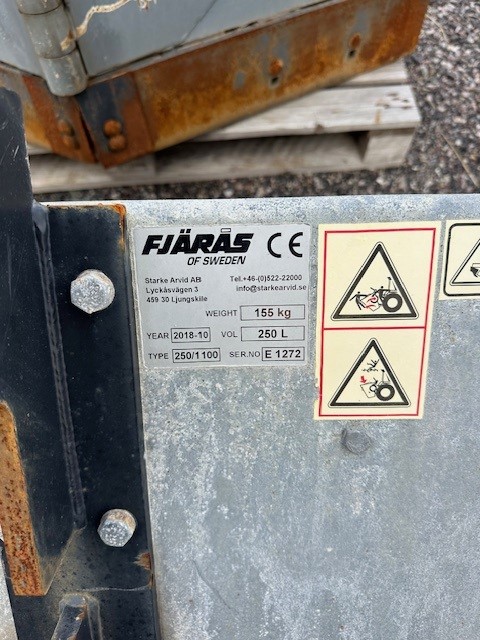 FJÄRÅS CE
OF SWEDEN
Starke Arvid AB Tel.+46-(0)522-22000
Lyckåsvägen 3 info@starkearvid.se
459 30 Ljungskile
WEIGHT 155 kg
YEAR 2018-10 VOL 250 L
TYPE 250/1100 SER.NO E 1272